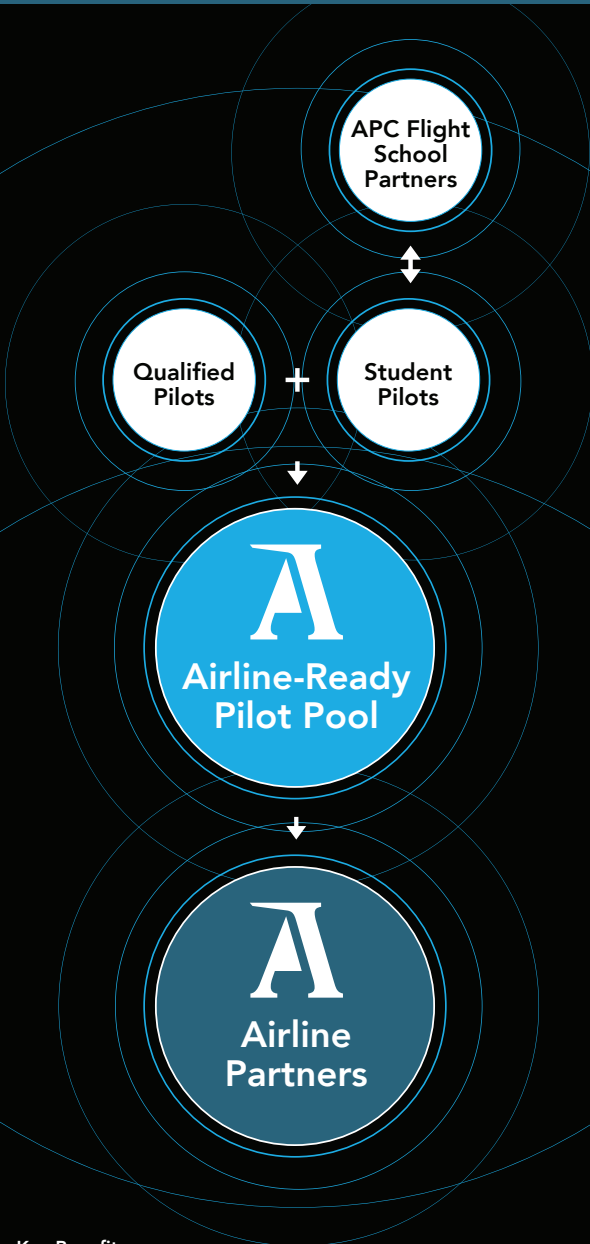 APC Flight
School
Partners
Qualified
Pilots
+
Student
Pilots
Airline-Ready
Pilot Pool
Airline
Partners